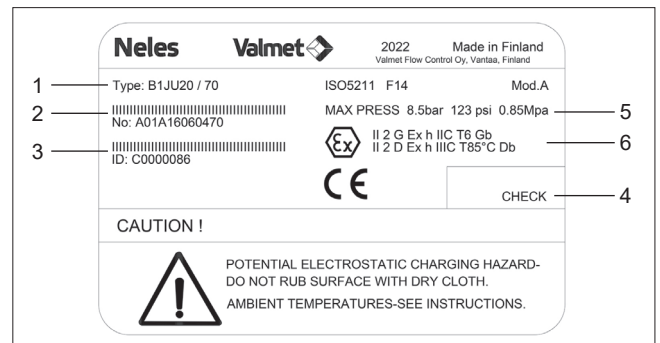 Neles Valmet 2022 Made in Finland
Valmet Flow Control Oy, Vantaa, Finland
1 Type: B1JU20 / 70 ISO5211 F14 Mod.A
2 No: A01A16060470 MAX PRESS 8.5bar 123 psi 0.85Mpa 5
Ex II 2 G Ex h IIC T6 Gb
II 2 D Ex h IIIC T85°C Db 6
3 ID: C0000086
CE CHECK 4
CAUTION !
POTENTIAL ELECTROSTATIC CHARGING HAZARD-
DO NOT RUB SURFACE WITH DRY CLOTH.
AMBIENT TEMPERATURES-SEE INSTRUCTIONS.